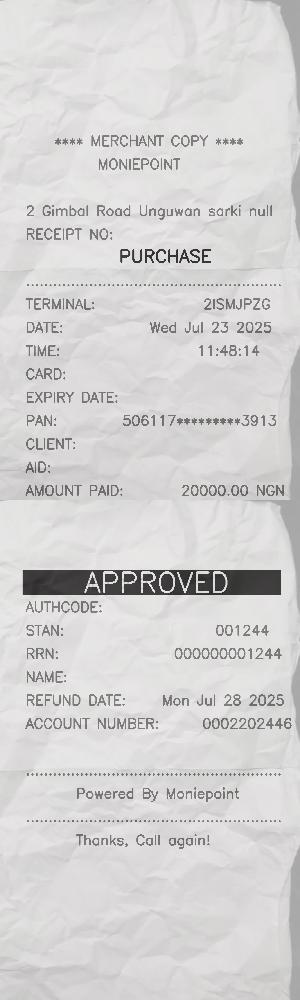 **** MERCHANT COPY ****
MONIEPOINT
2 Gimbal Road Unguwan sarki null
RECEIPT NO:
PURCHASE
TERMINAL: 2ISMJPZG
DATE: Wed Jul 23 2025
TIME: 11:48:14
CARD:
EXPIRY DATE:
PAN: 506117*********3913
CLIENT:
AID:
AMOUNT PAID: 20000.00 NGN
APPROVED
AUTHCODE:
STAN: 001244
RRN: 000000001244
NAME:
REFUND DATE: Mon Jul 28 2025
ACCOUNT NUMBER: 0002202446
Powered By Moniepoint
Thanks, Call again!